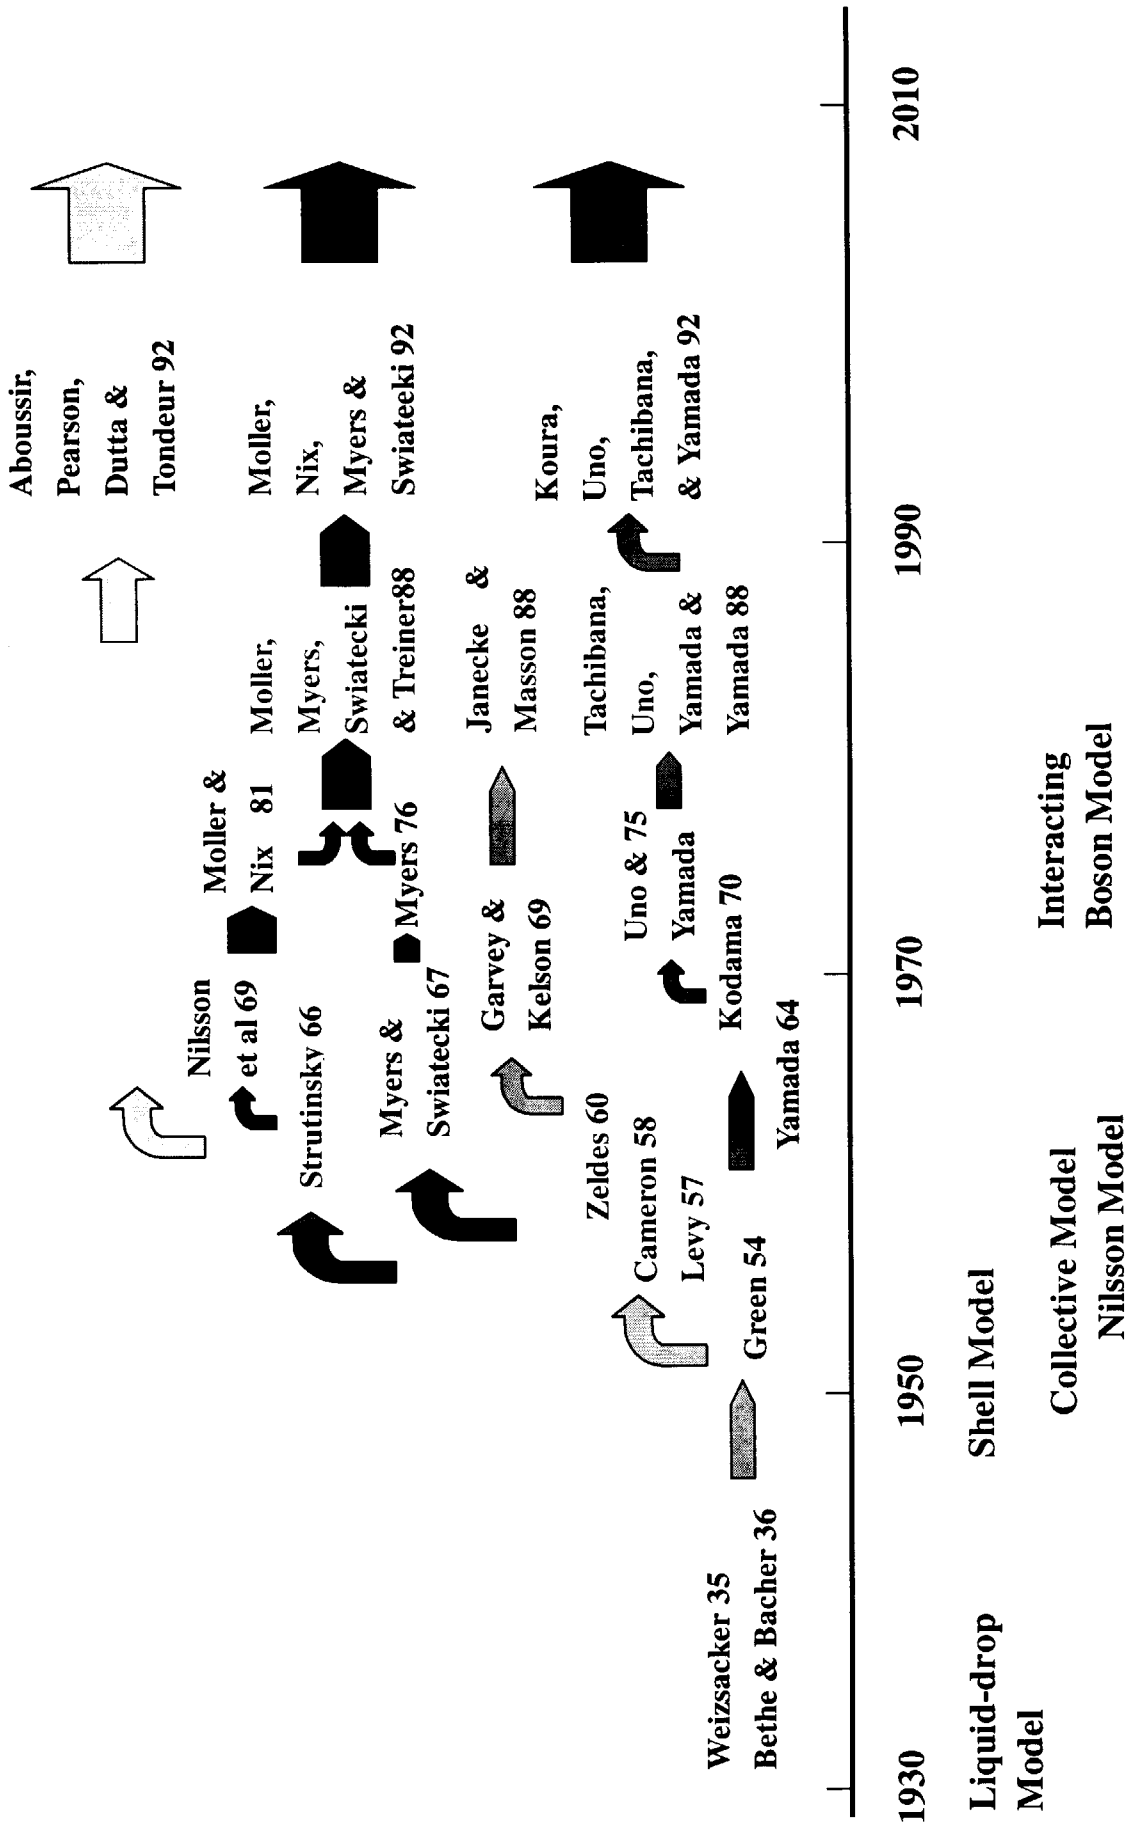 Aboussir,
Pearson,
Dutta &
Tondeur 92
Moller,
Nix,
Myers &
Swiateeki 92
Koura,
Uno,
Tachibana,
& Yamada 92
Moller &
Nix 81
Moller,
Myers,
Swiatecki
& Treiner88
Myers 76
Janecke &
Masson 88
Tachibana,
Uno,
Yamada &
Yamada 88
Nilsson
et al 69
Strutinsky 66
Myers &
Swiatecki 67
Garvey &
Kelson 69
Uno & 75
Yamada
Kodama 70
Yamada 64
Zeldes 60
Cameron 58
Levy 57
Green 54
Weizsacker 35
Bethe & Bacher 36
1930
1950
1970
1990
2010
Liquid-drop
Model
Shell Model
Collective Model
Nilsson Model
Interacting
Boson Model